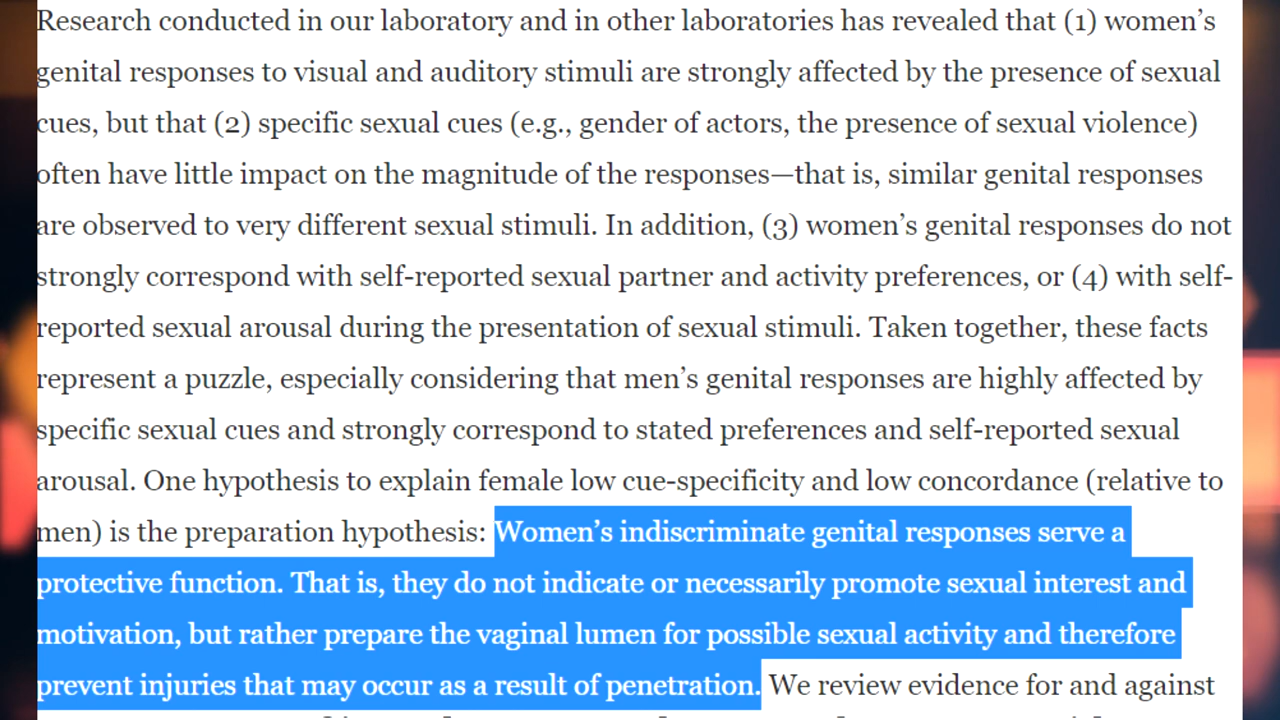 Research conducted in our laboratory and in other laboratories has revealed that (1) women’s
genital responses to visual and auditory stimuli are strongly affected by the presence of sexual
cues, but that (2) specific sexual cues (e.g., gender of actors, the presence of sexual violence)
often have little impact on the magnitude of the responses—that is, similar genital responses
are observed to very different sexual stimuli. In addition, (3) women’s genital responses do not
strongly correspond with self-reported sexual partner and activity preferences, or (4) with self-
reported sexual arousal during the presentation of sexual stimuli. Taken together, these facts
represent a puzzle, especially considering that men’s genital responses are highly affected by
specific sexual cues and strongly correspond to stated preferences and self-reported sexual
arousal. One hypothesis to explain female low cue-specificity and low concordance (relative to
men) is the preparation hypothesis: Women’s indiscriminate genital responses serve a
protective function. That is, they do not indicate or necessarily promote sexual interest and
motivation, but rather prepare the vaginal lumen for possible sexual activity and therefore
prevent injuries that may occur as a result of penetration. We review evidence for and against